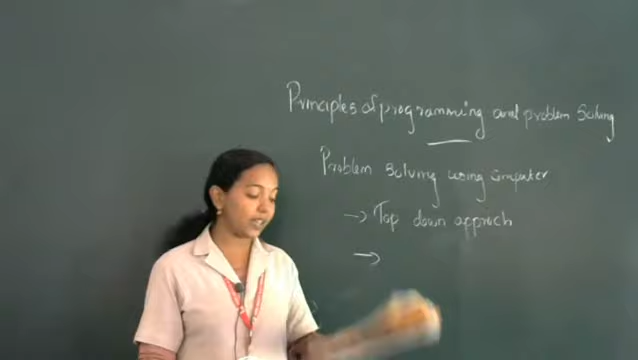 Principles of programming and problem Solving
Problem solving using computer
→ Top down approch
→